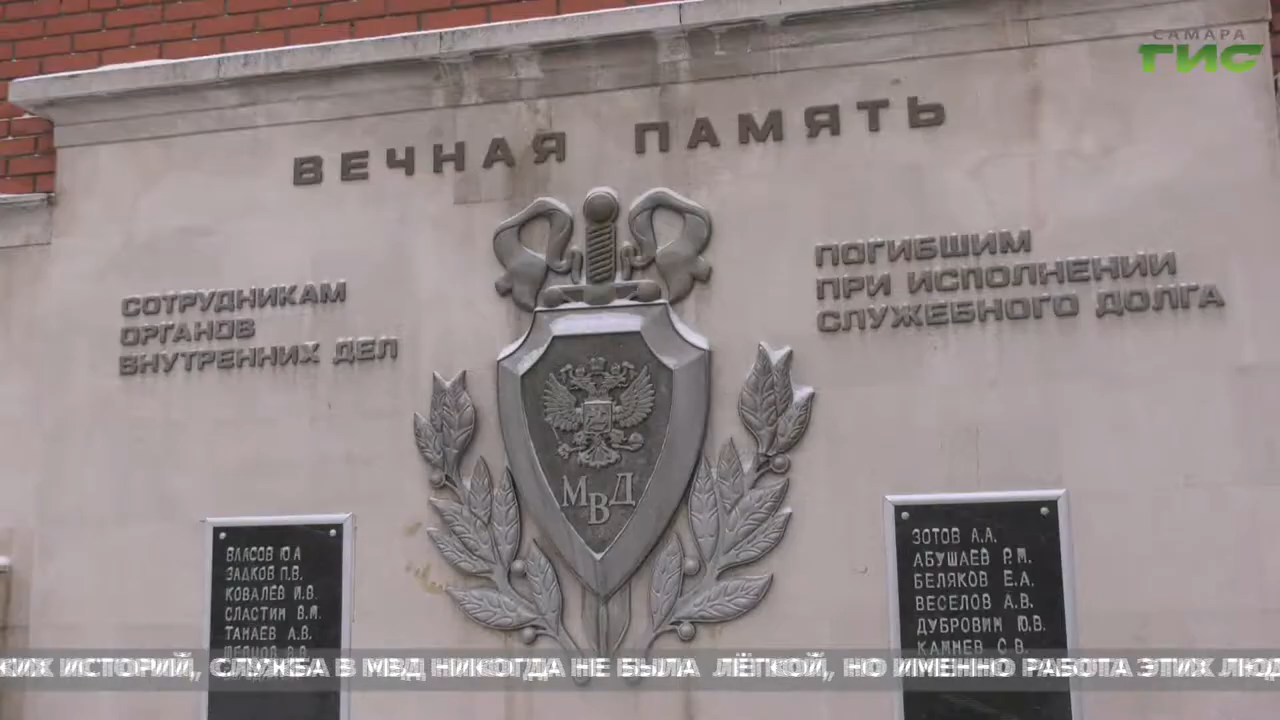 САМАРА
ГИС
ВЕЧНАЯ ПАМЯТЬ
СОТРУДНИКАМ
ОРГАНОВ
ВНУТРЕННИХ ДЕЛ
ПОГИБШИМ
ПРИ ИСПОЛНЕНИИ
СЛУЖЕБНОГО ДОЛГА
МВД
ВЛАСОВ Ю.А
ЗАДКОВ П.В.
КОВАЛЁВ И.В.
СЛАСТИН В.И.
ТАНАЕВ А.В.
ЗОТОВ А.А.
АБУШАЕВ Р.М.
БЕЛЯКОВ Е.А.
ВЕСЕЛОВ А.В.
ДУБРОВИН Ю.В.
КАМНЕВ С.В.
ИСТОРИЙ, СЛУЖБА В МВД НИКОГДА НЕ БЫЛА ЛЁГКОЙ, НО ИМЕННО РАБОТА ЭТИХ